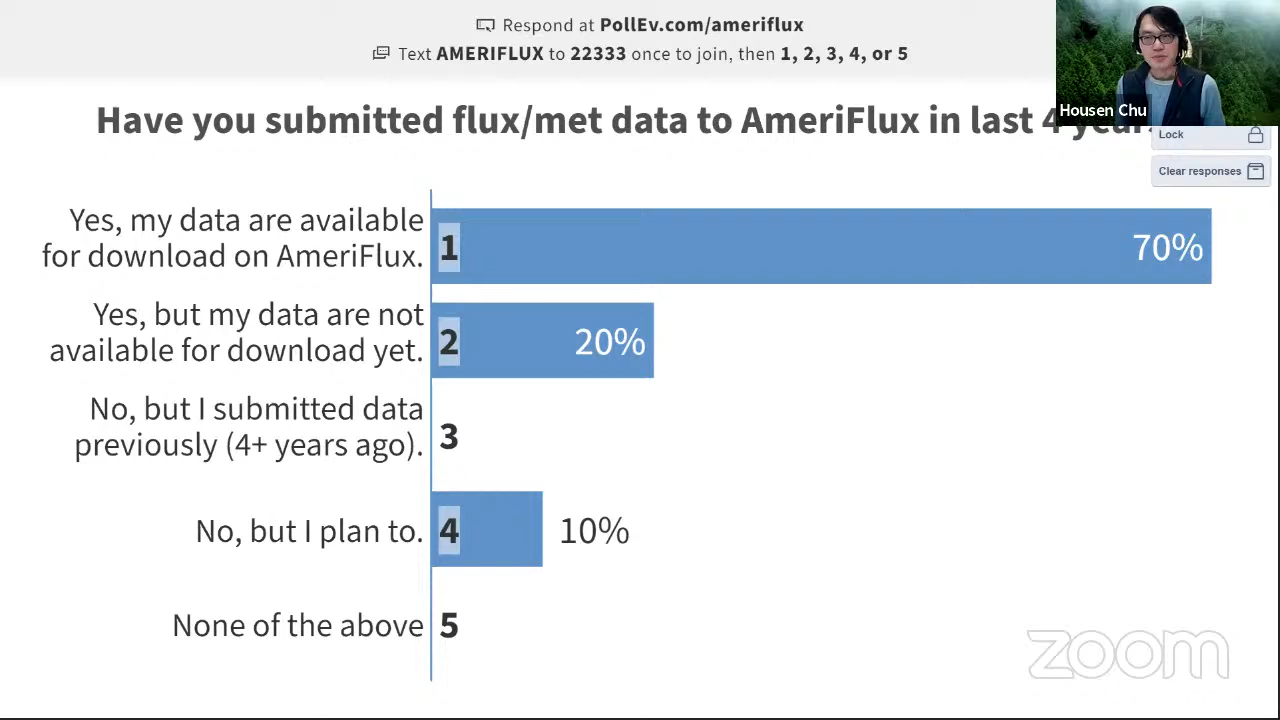 Respond at PollEv.com/ameriflux
Text AMERIFLUX to 22333 once to join, then 1, 2, 3, 4, or 5
Housen Chu
Have you submitted flux/met data to AmeriFlux in last 4
Lock
Clear responses
Yes, my data are available
for download on AmeriFlux.
1
70%
Yes, but my data are not
available for download yet.
2
20%
No, but I submitted data
previously (4+ years ago).
3
No, but I plan to.
4
10%
None of the above
5
zoom